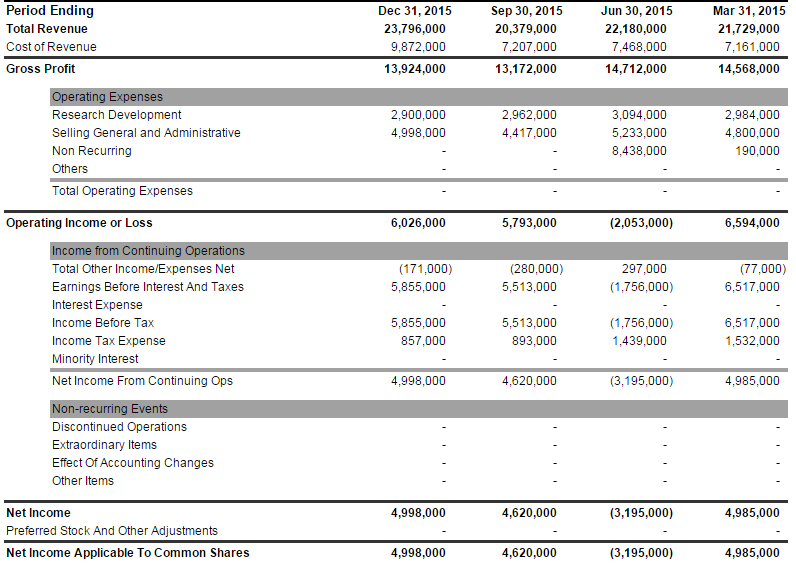 Period Ending Dec 31, 2015 Sep 30, 2015 Jun 30, 2015 Mar 31, 2015
Total Revenue 23,796,000 20,379,000 22,180,000 21,729,000
Cost of Revenue 9,872,000 7,207,000 7,468,000 7,161,000
Gross Profit 13,924,000 13,172,000 14,712,000 14,568,000
Operating Expenses
Research Development 2,900,000 2,962,000 3,094,000 2,984,000
Selling General and Administrative 4,998,000 4,417,000 5,233,000 4,800,000
Non Recurring - - 8,438,000 190,000
Others - - - -
Total Operating Expenses - - - -
Operating Income or Loss 6,026,000 5,793,000 (2,053,000) 6,594,000
Income from Continuing Operations
Total Other Income/Expenses Net (171,000) (280,000) 297,000 (77,000)
Earnings Before Interest And Taxes 5,855,000 5,513,000 (1,756,000) 6,517,000
Interest Expense - - - -
Income Before Tax 5,855,000 5,513,000 (1,756,000) 6,517,000
Income Tax Expense 857,000 893,000 1,439,000 1,532,000
Minority Interest - - - -
Net Income From Continuing Ops 4,998,000 4,620,000 (3,195,000) 4,985,000
Non-recurring Events
Discontinued Operations - - - -
Extraordinary Items - - - -
Effect Of Accounting Changes - - - -
Other Items - - - -
Net Income 4,998,000 4,620,000 (3,195,000) 4,985,000
Preferred Stock And Other Adjustments - - - -
Net Income Applicable To Common Shares 4,998,000 4,620,000 (3,195,000) 4,985,000